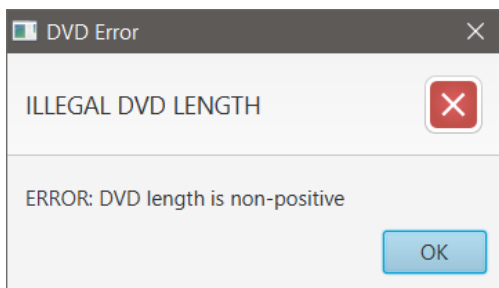 DVD Error
ILLEGAL DVD LENGTH
ERROR: DVD length is non-positive
OK